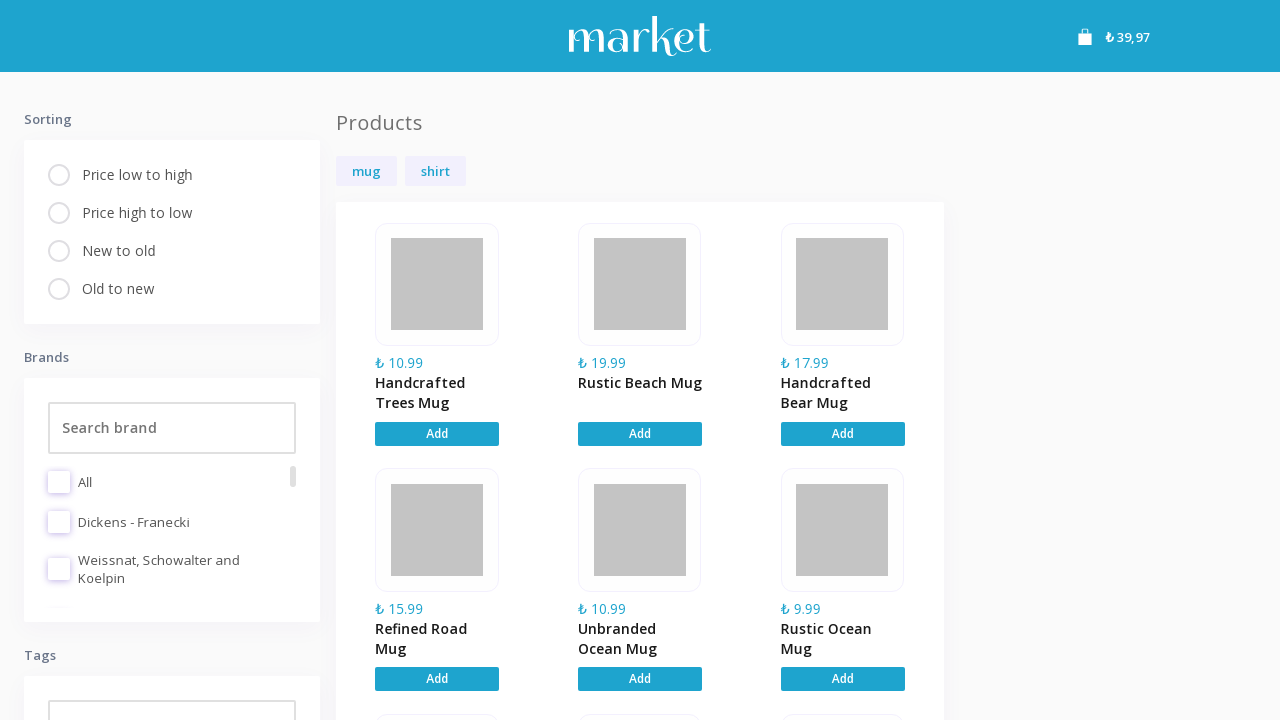 market
₺ 39,97
Sorting
Price low to high
Price high to low
New to old
Old to new
Brands
Search brand
All
Dickens - Franecki
Weissnat, Showalter and
Koelpin
Tags
Products
mug
shirt
₺ 10.99
Handcrafted
Trees Mug
Add
₺ 19.99
Rustic Beach Mug
Add
₺ 17.99
Handcrafted
Bear Mug
Add
₺ 15.99
Refined Road
Mug
Add
₺ 10.99
Unbranded
Ocean Mug
Add
₺ 9.99
Rustic Ocean
Mug
Add